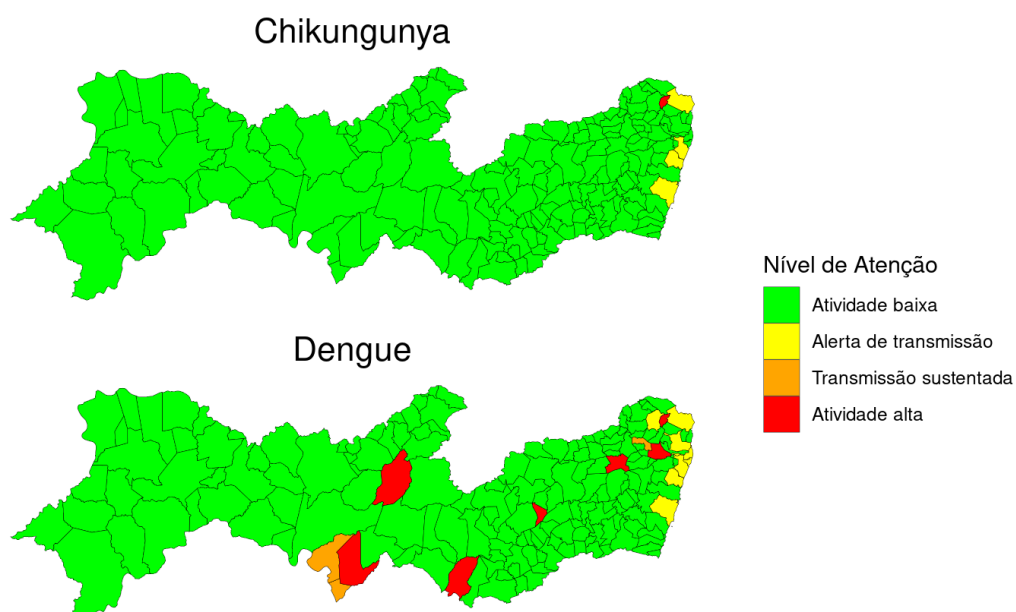 Chikungunya
Dengue
Nível de Atenção
Atividade baixa
Alerta de transmissão
Transmissão sustentada
Atividade alta